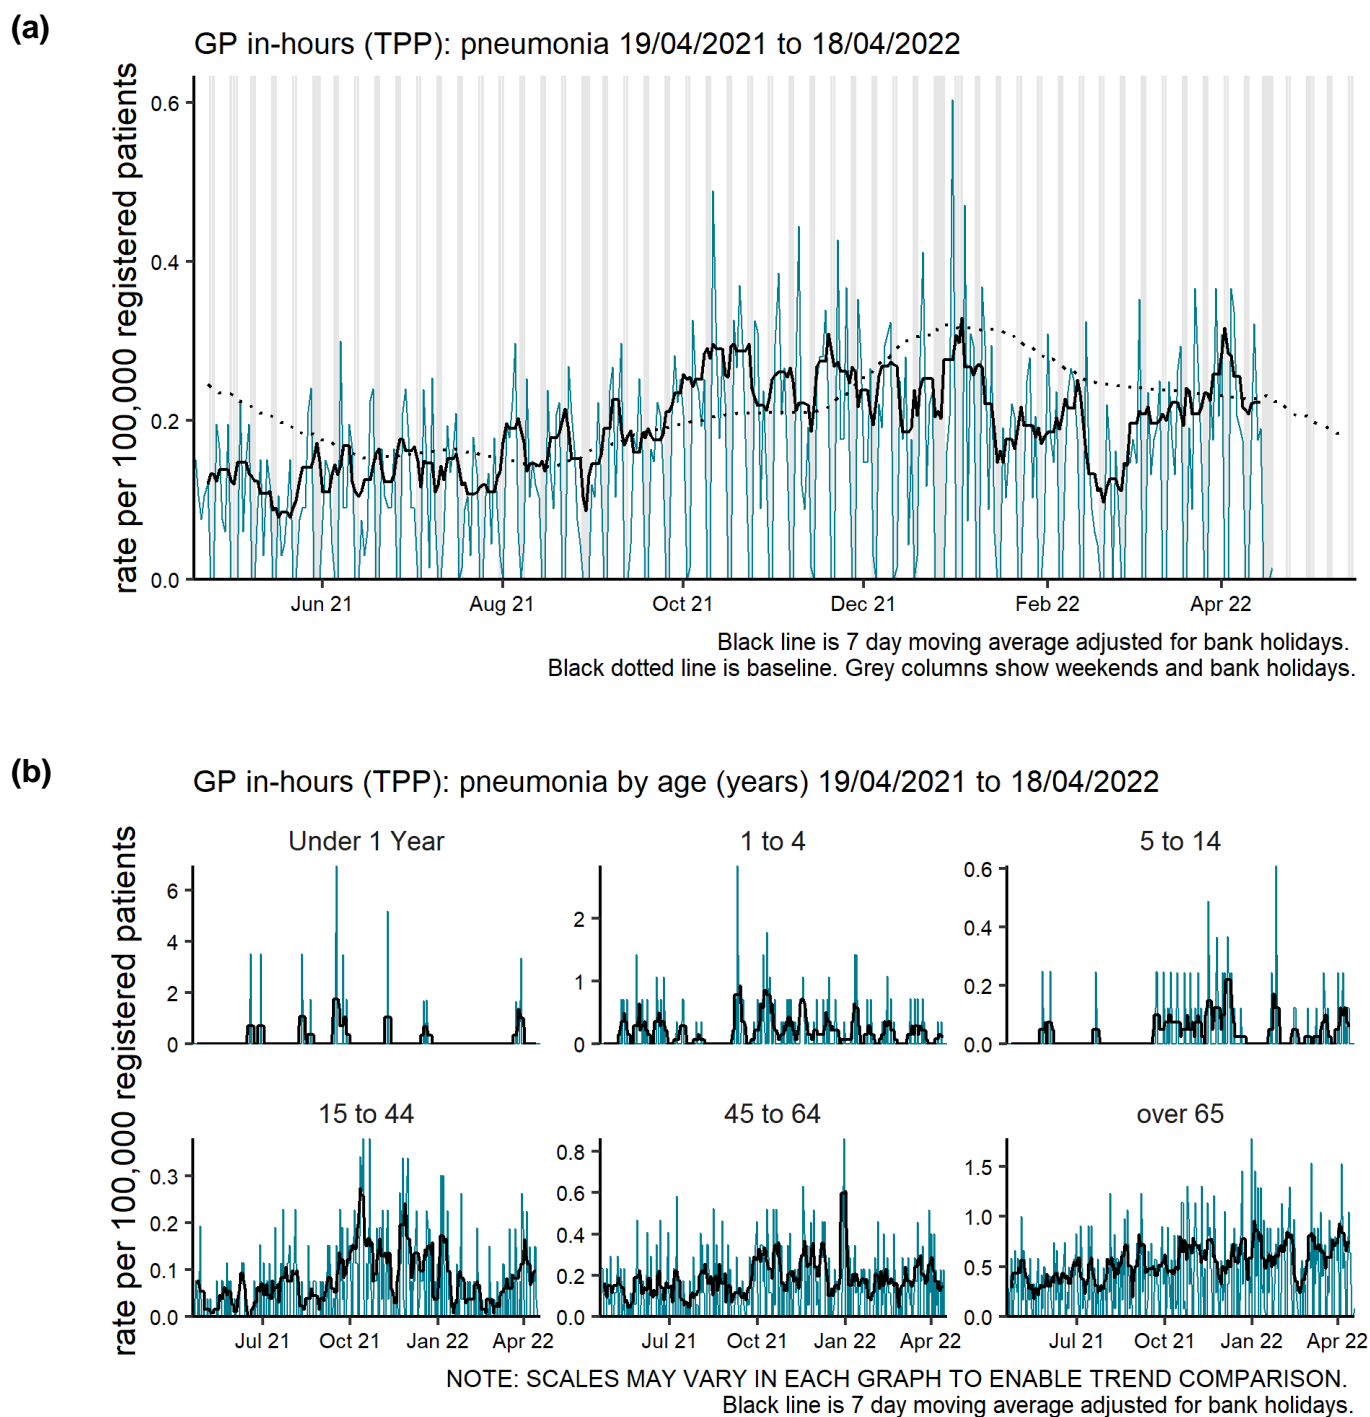 (a)
GP in-hours (TPP): pneumonia 19/04/2021 to 18/04/2022
rate per 100,000 registered patients
0.6
0.4
0.2
0.0
Jun 21 Aug 21 Oct 21 Dec 21 Feb 22 Apr 22
Black line is 7 day moving average adjusted for bank holidays.
Black dotted line is baseline. Grey columns show weekends and bank holidays.
(b)
GP in-hours (TPP): pneumonia by age (years) 19/04/2021 to 18/04/2022
rate per 100,000 registered patients
Under 1 Year
6
4
2
0
1 to 4
2
1
0
5 to 14
0.6
0.4
0.2
0.0
15 to 44
0.3
0.2
0.1
0.0
Jul 21 Oct 21 Jan 22 Apr 22
45 to 64
0.8
0.6
0.4
0.2
0.0
Jul 21 Oct 21 Jan 22 Apr 22
over 65
1.5
1.0
0.5
0.0
Jul 21 Oct 21 Jan 22 Apr 22
NOTE: SCALES MAY VARY IN EACH GRAPH TO ENABLE TREND COMPARISON.
Black line is 7 day moving average adjusted for bank holidays.